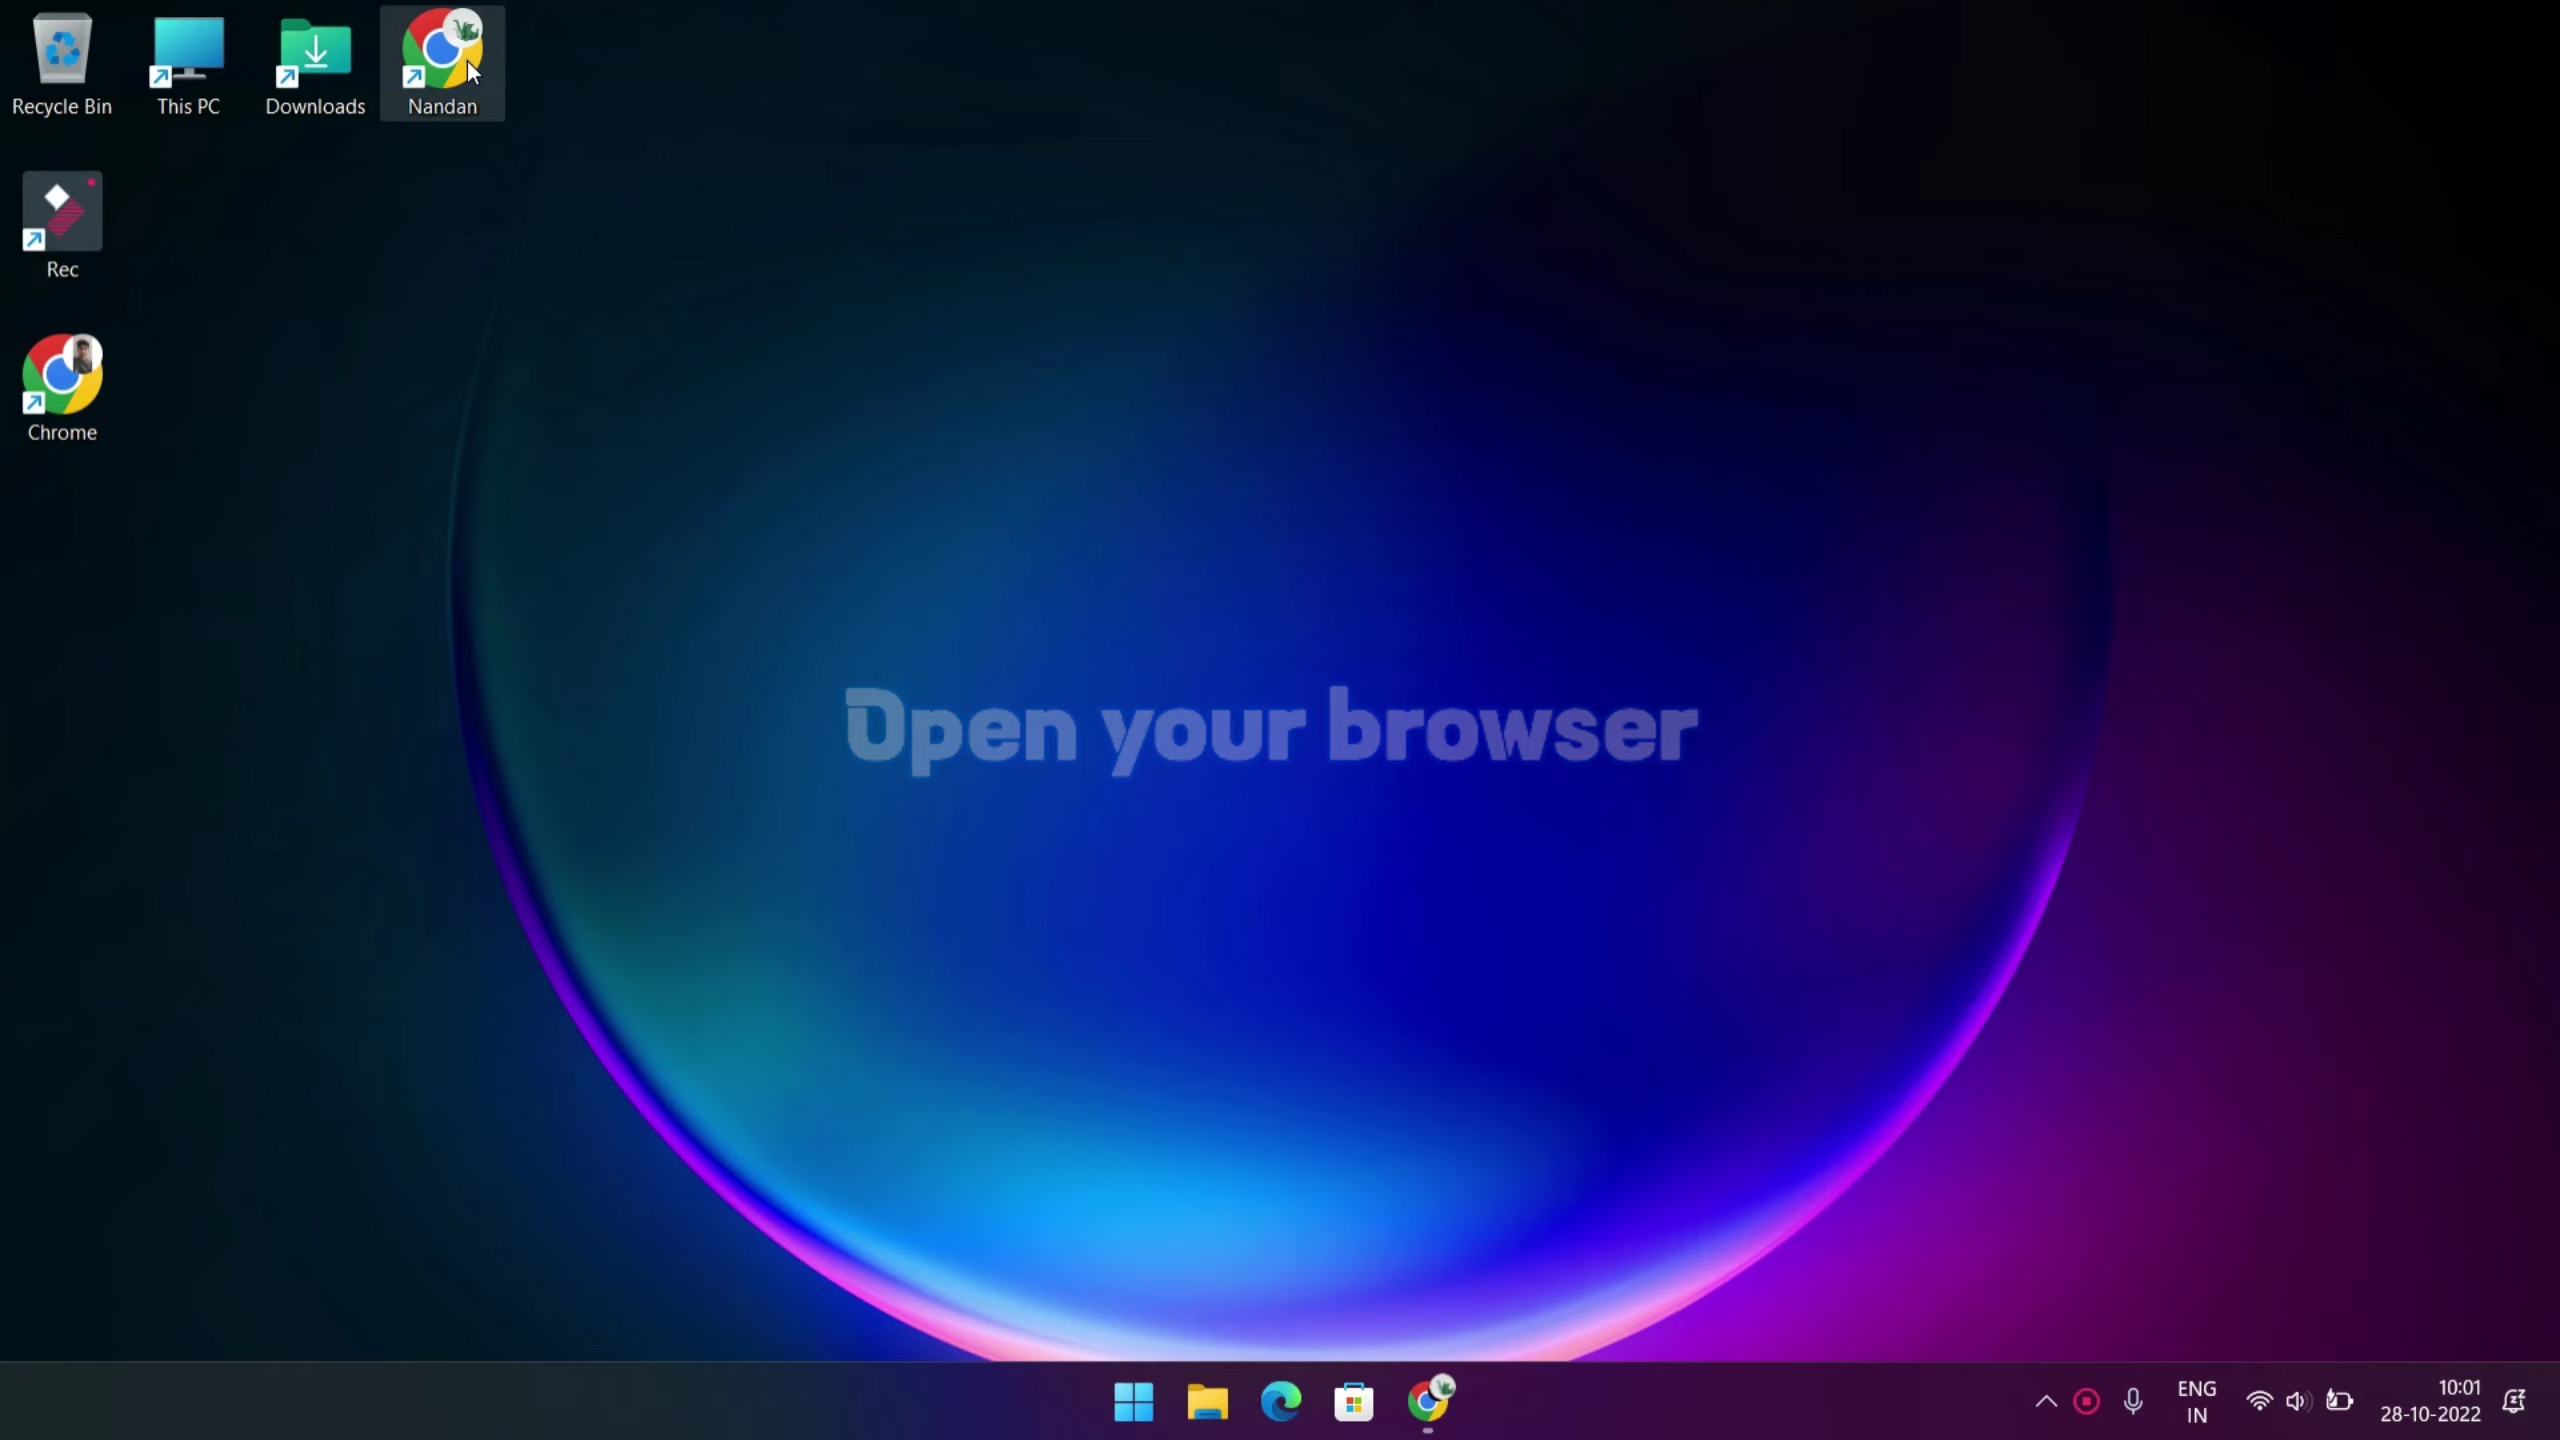 Recycle Bin
This PC
Downloads
Nandan
Rec
Chrome
Open your browser
ENG
IN
10:01
28-10-2022